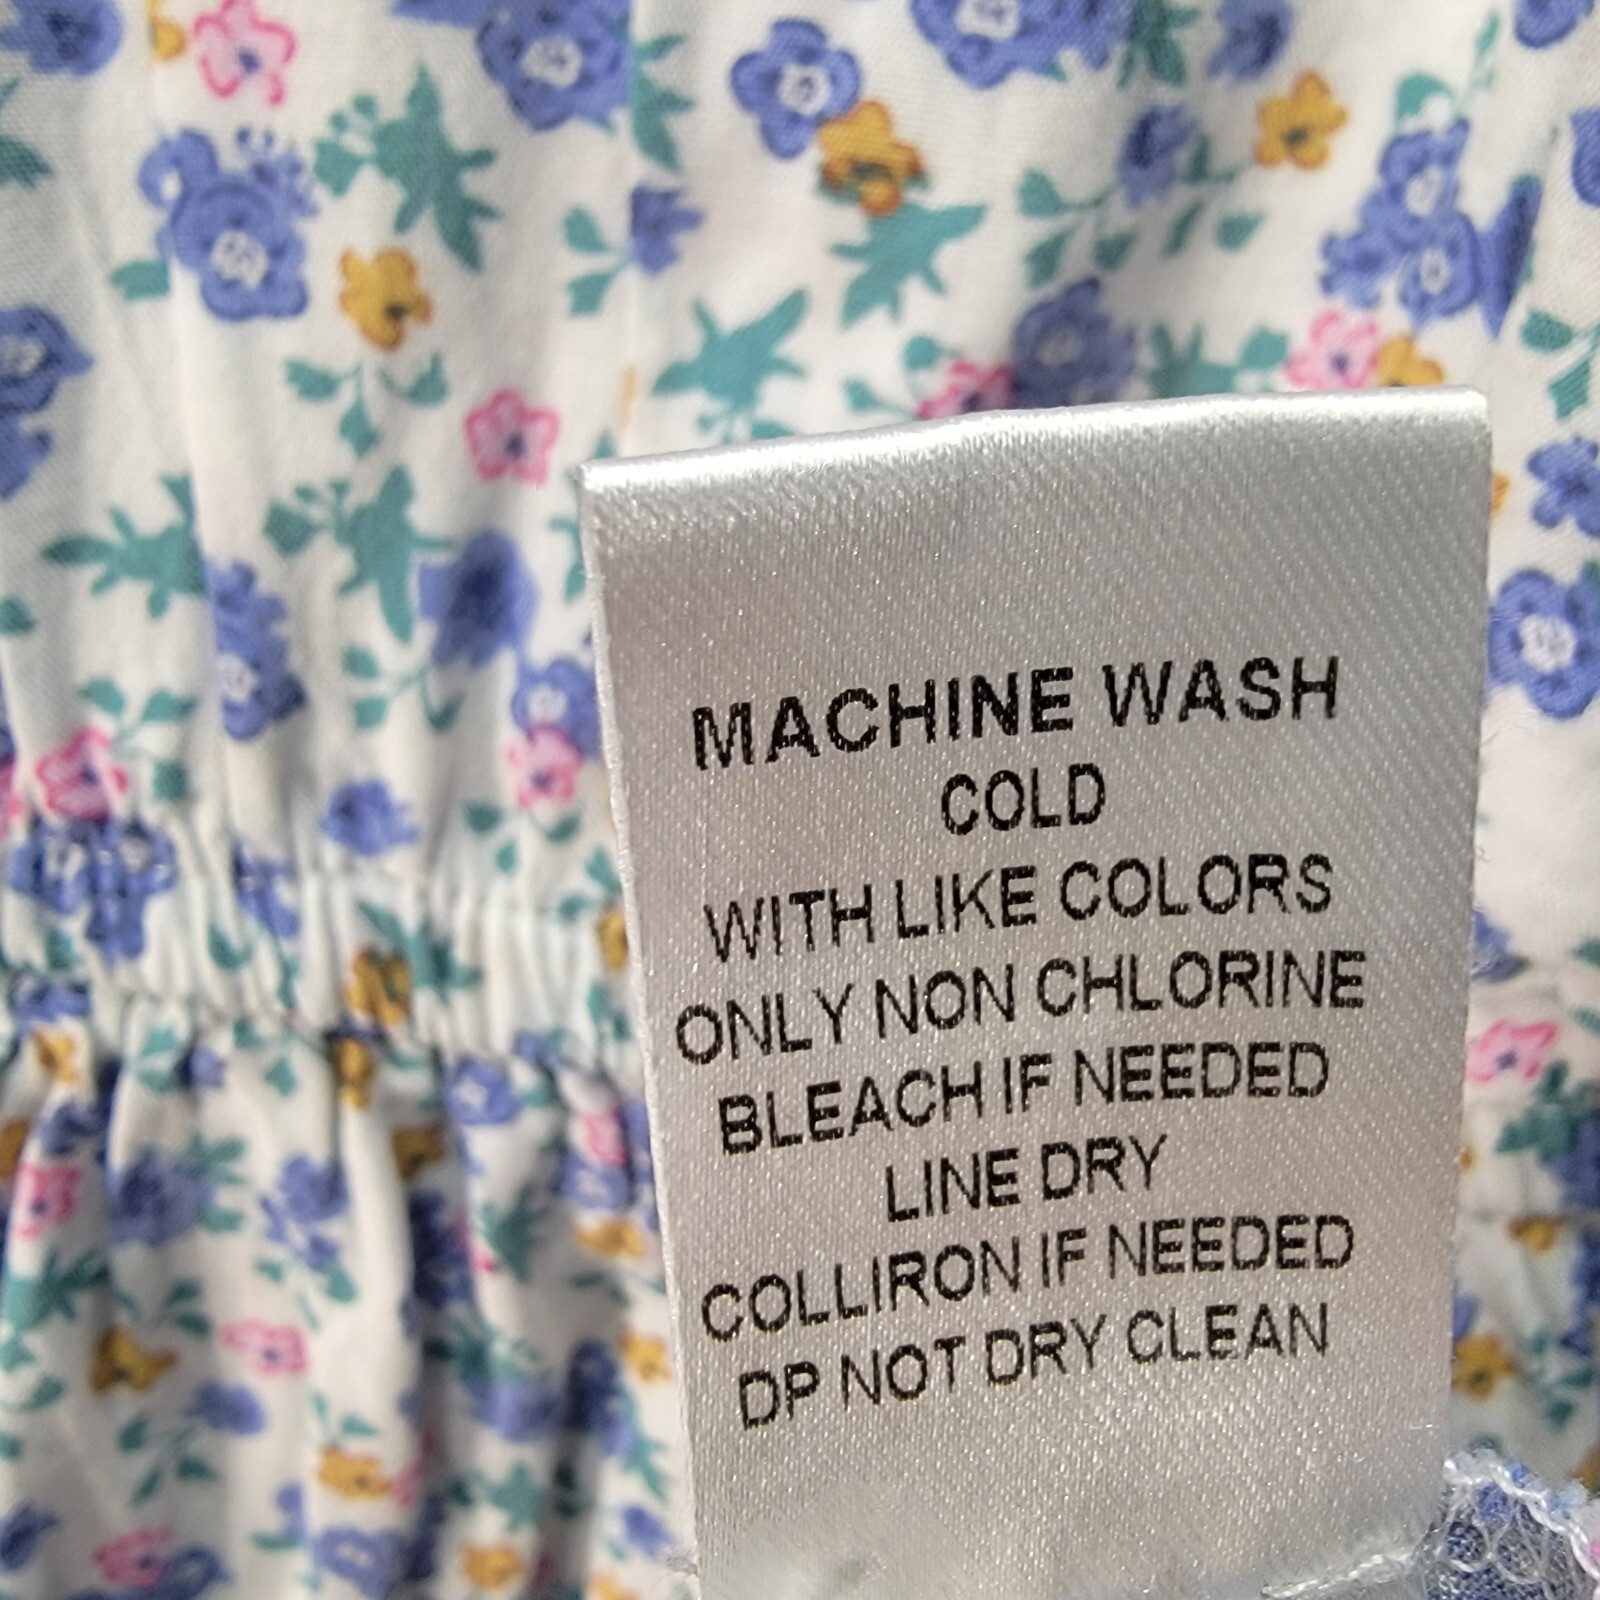 MACHINE WASH
COLD
WITH LIKE COLORS
ONLY NON CHLORINE
BLEACH IF NEEDED
LINE DRY
COLLIRON IF NEEDED
DP NOT DRY CLEAN